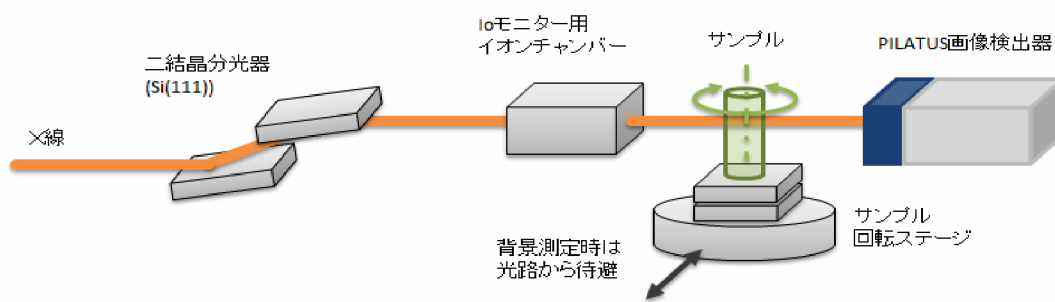 X線
二結晶分光器
(Si(111))
Ioモニター用
イオンチャンバー
サンプル
PILATUS画像検出器
サンプル
回転ステージ
背景測定時は
光路から待避